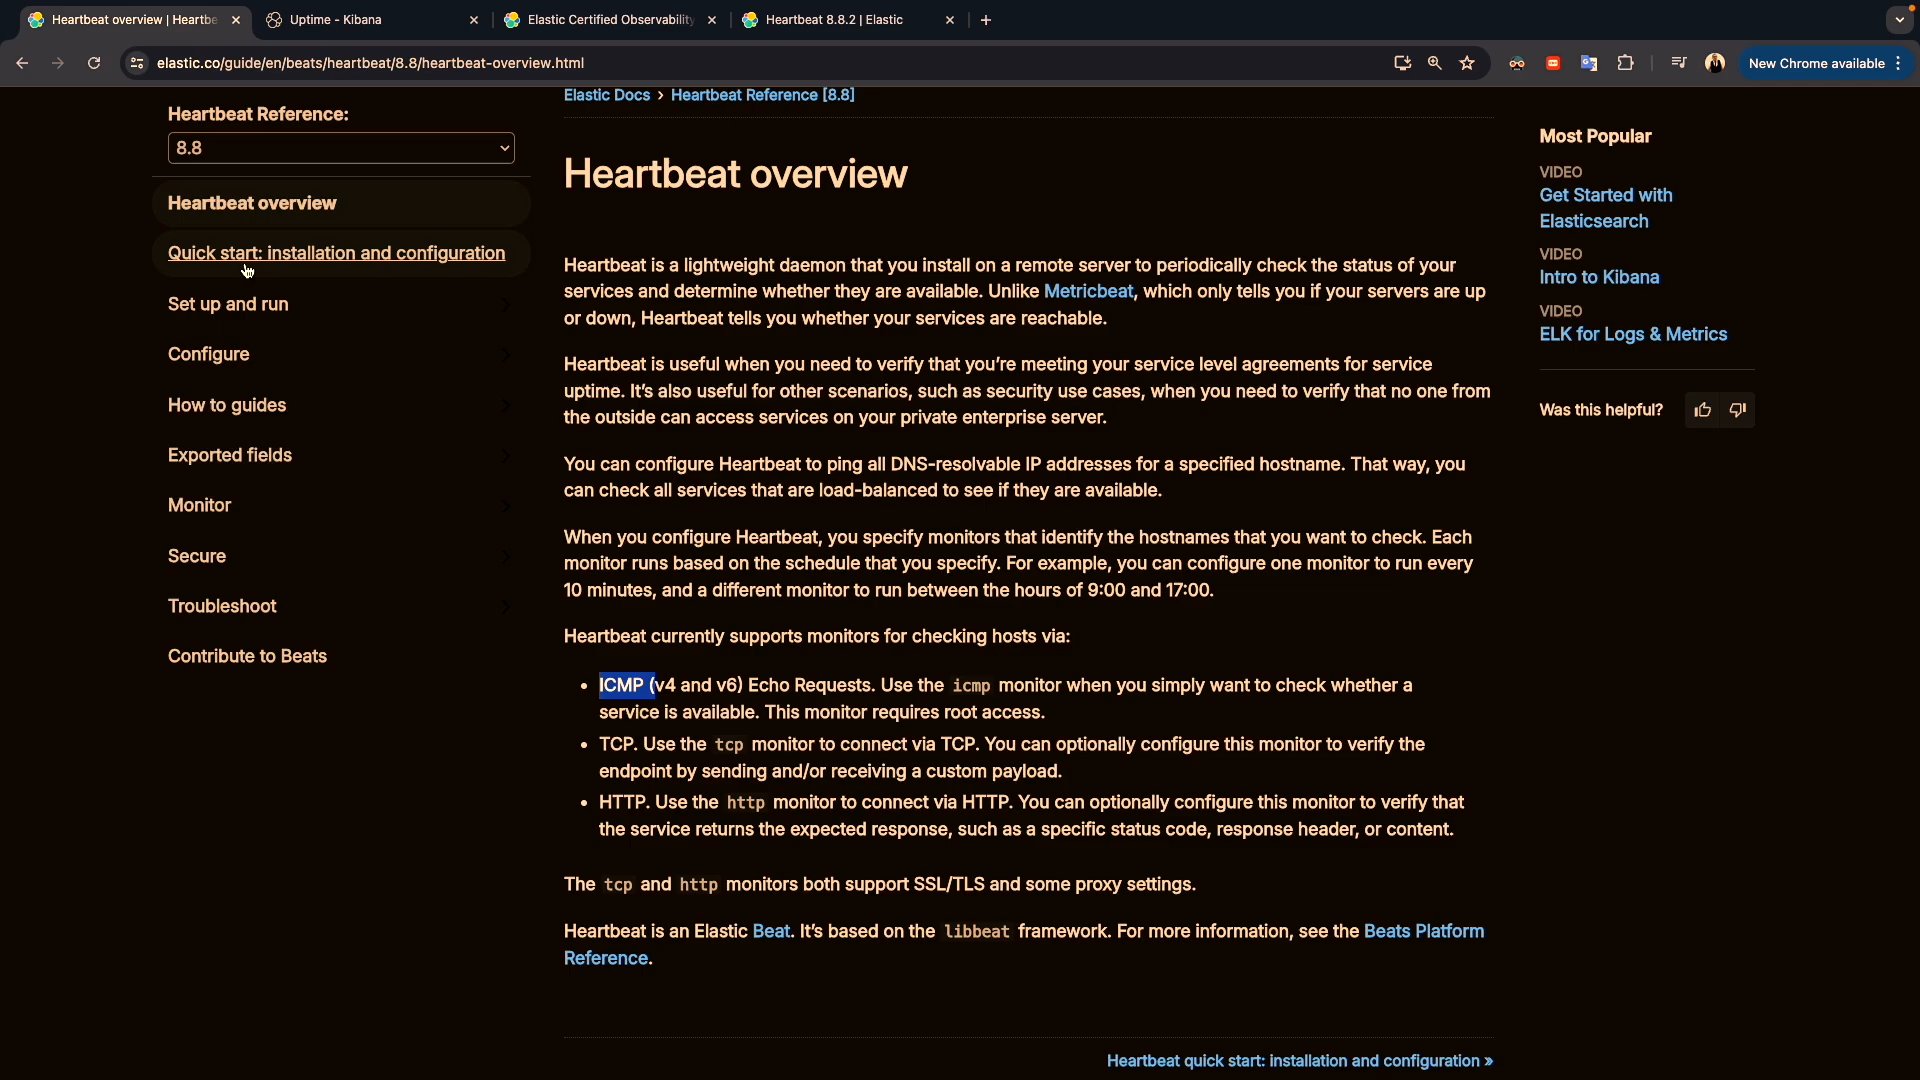 Heartbeat overview | Heartbe
Uptime - Kibana
Elastic Certified Observability
Heartbeat 8.8.2 | Elastic
elastic.co/guide/en/beats/heartbeat/8.8/heartbeat-overview.html
New Chrome available
Heartbeat Reference:
8.8
Heartbeat overview
Quick start: installation and configuration
Set up and run
Configure
How to guides
Exported fields
Monitor
Secure
Troubleshoot
Contribute to Beats
Elastic Docs › Heartbeat Reference [8.8]
Heartbeat overview
Heartbeat is a lightweight daemon that you install on a remote server to periodically check the status of your
services and determine whether they are available. Unlike Metricbeat, which only tells you if your servers are up
or down, Heartbeat tells you whether your services are reachable.
Heartbeat is useful when you need to verify that you're meeting your service level agreements for service
uptime. It's also useful for other scenarios, such as security use cases, when you need to verify that no one from
the outside can access services on your private enterprise server.
You can configure Heartbeat to ping all DNS-resolvable IP addresses for a specified hostname. That way, you
can check all services that are load-balanced to see if they are available.
When you configure Heartbeat, you specify monitors that identify the hostnames that you want to check. Each
monitor runs based on the schedule that you specify. For example, you can configure one monitor to run every
10 minutes, and a different monitor to run between the hours of 9:00 and 17:00.
Heartbeat currently supports monitors for checking hosts via:
• ICMP (v4 and v6) Echo Requests. Use the icmp monitor when you simply want to check whether a
service is available. This monitor requires root access.
• TCP. Use the tcp monitor to connect via TCP. You can optionally configure this monitor to verify the
endpoint by sending and/or receiving a custom payload.
• HTTP. Use the http monitor to connect via HTTP. You can optionally configure this monitor to verify that
the service returns the expected response, such as a specific status code, response header, or content.
The tcp and http monitors both support SSL/TLS and some proxy settings.
Heartbeat is an Elastic Beat. It's based on the libbeat framework. For more information, see the Beats Platform
Reference.
Heartbeat quick start: installation and configuration »
Most Popular
VIDEO
Get Started with
Elasticsearch
VIDEO
Intro to Kibana
VIDEO
ELK for Logs & Metrics
Was this helpful?